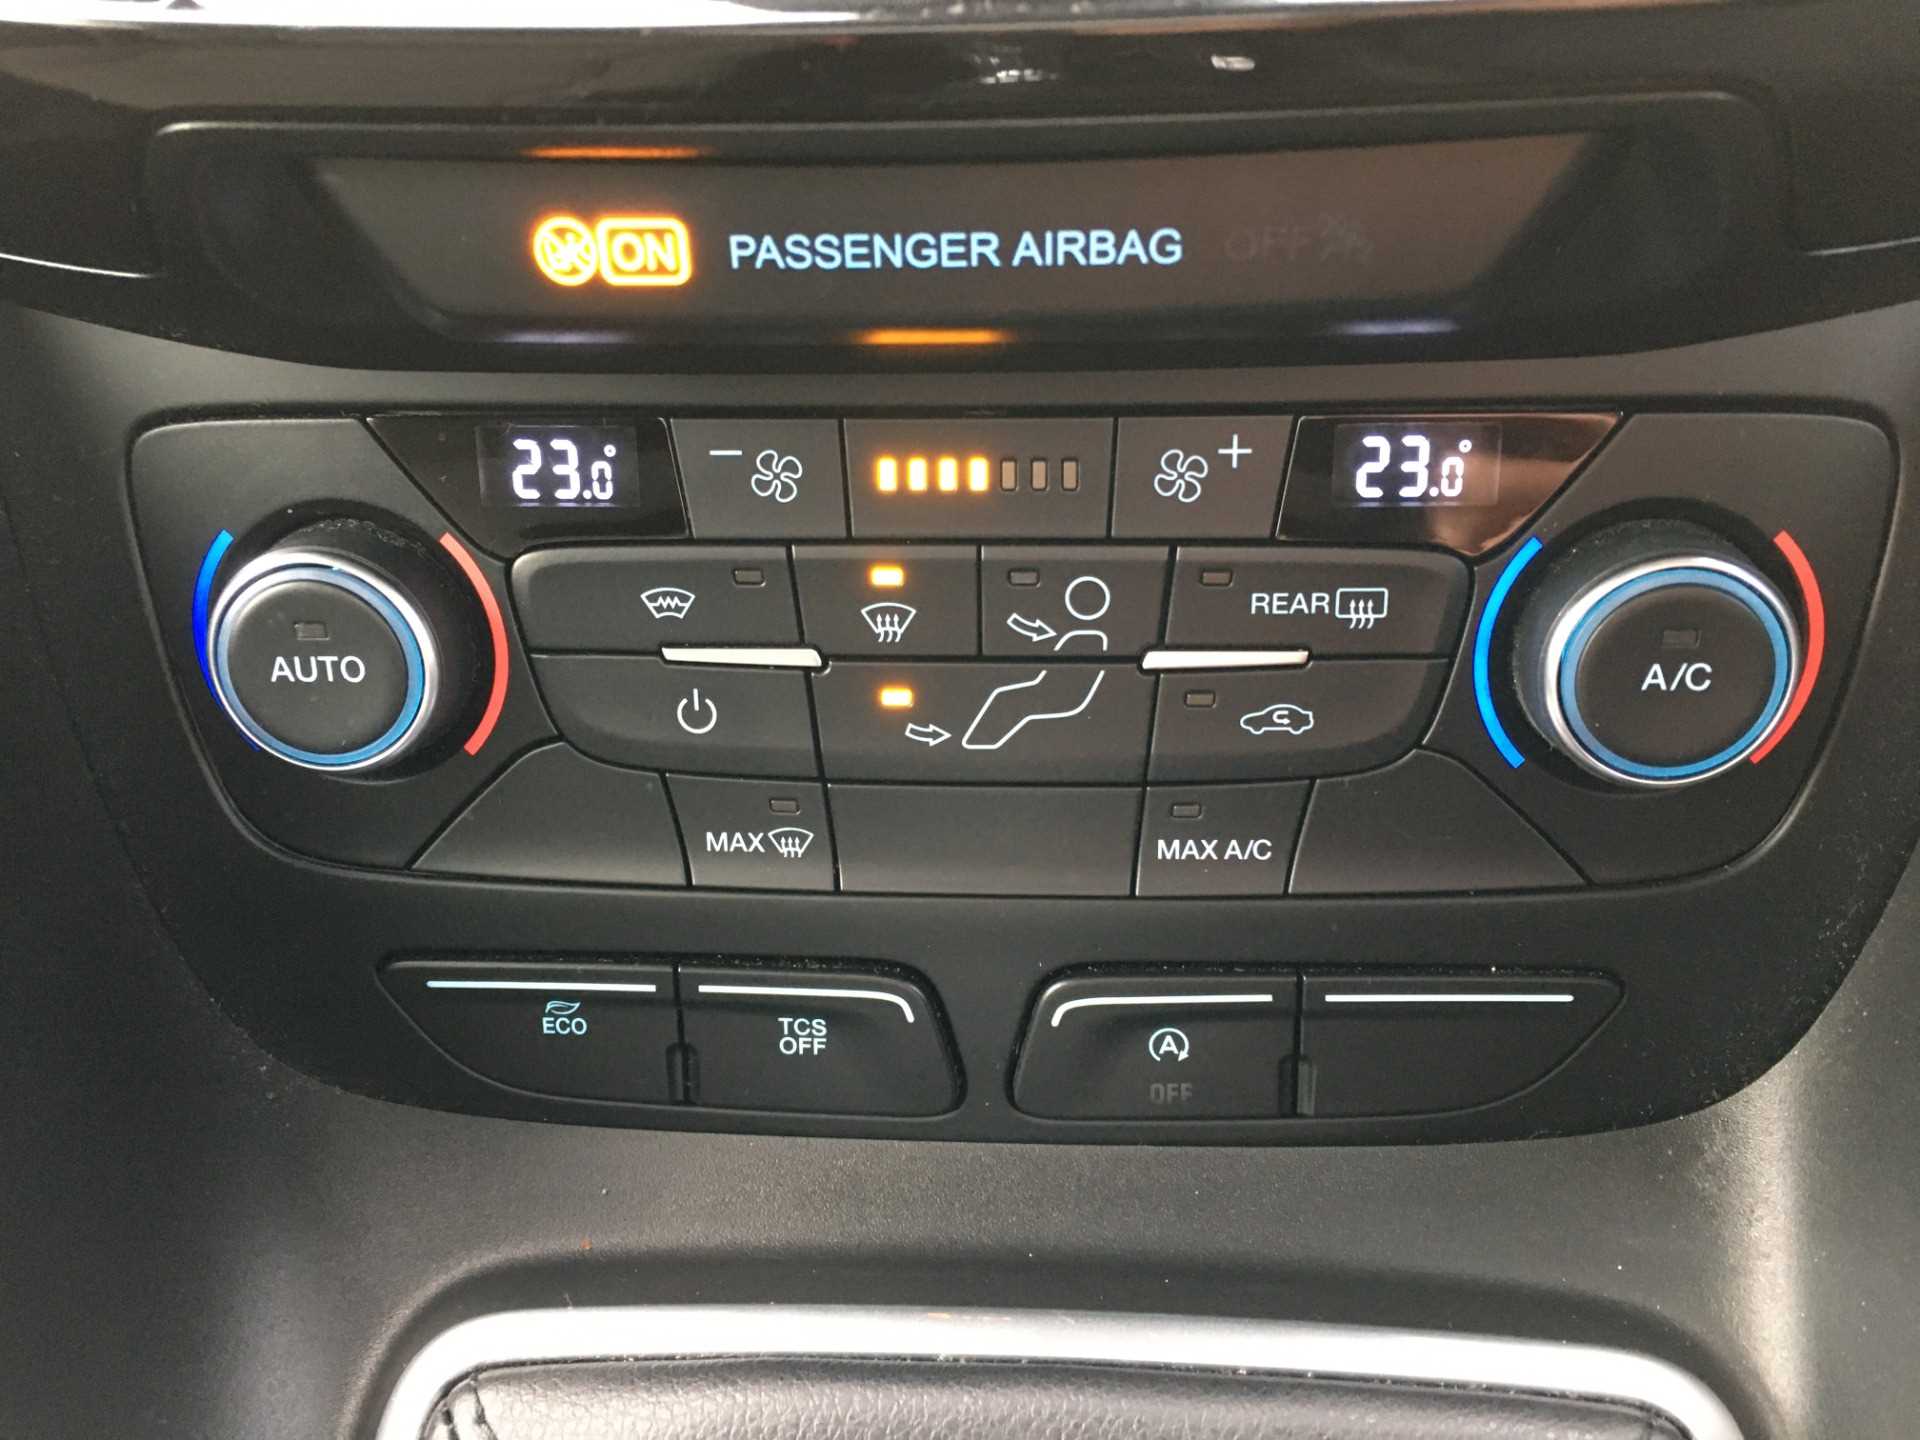 ON PASSENGER AIRBAG OFF
23.0° − + 23.0°
REAR
AUTO A/C
MAX MAX A/C
ECO TCS OFF A OFF